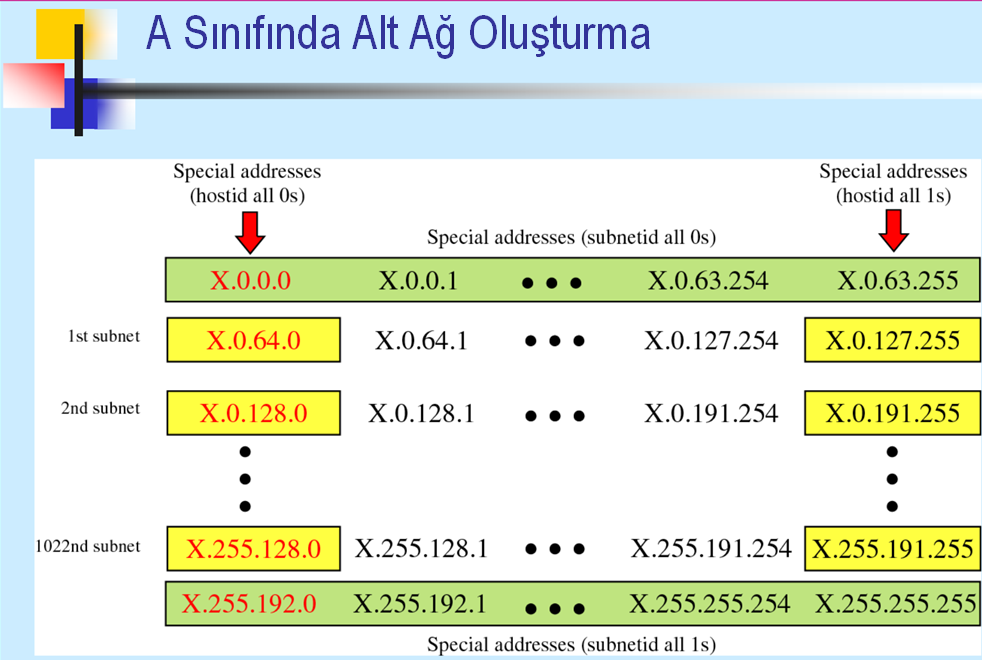 A Sınıfında Alt Ağ Oluşturma
Special addresses
(hostid all 0s)
Special addresses
(hostid all 1s)
Special addresses (subnetid all 0s)
X.0.0.0 X.0.0.1 ••• X.0.63.254 X.0.63.255
1st subnet X.0.64.0 X.0.64.1 ••• X.0.127.254 X.0.127.255
2nd subnet X.0.128.0 X.0.128.1 ••• X.0.191.254 X.0.191.255
1022nd subnet X.255.128.0 X.255.128.1 ••• X.255.191.254 X.255.191.255
X.255.192.0 X.255.192.1 ••• X.255.255.254 X.255.255.255
Special addresses (subnetid all 1s)